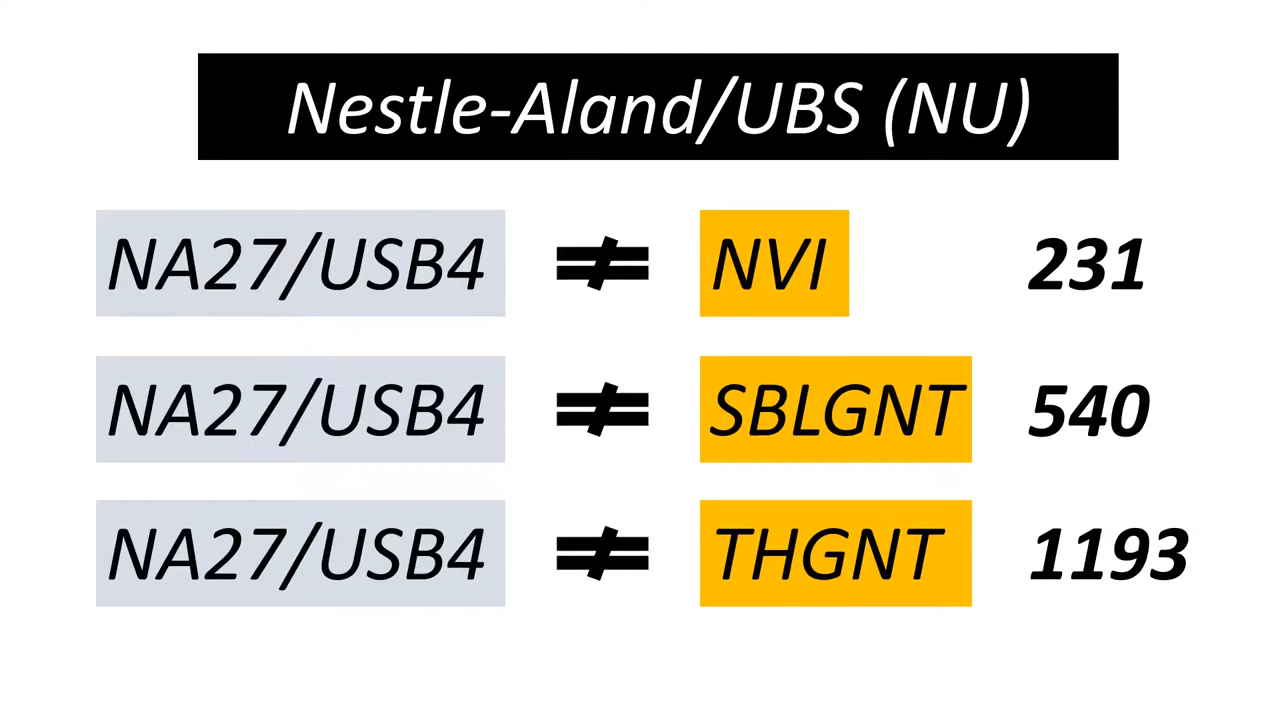 Nestle-Aland/UBS (NU)
NA27/USB4 ≠ NVI 231
NA27/USB4 ≠ SBLGNT 540
NA27/USB4 ≠ THGNT 1193